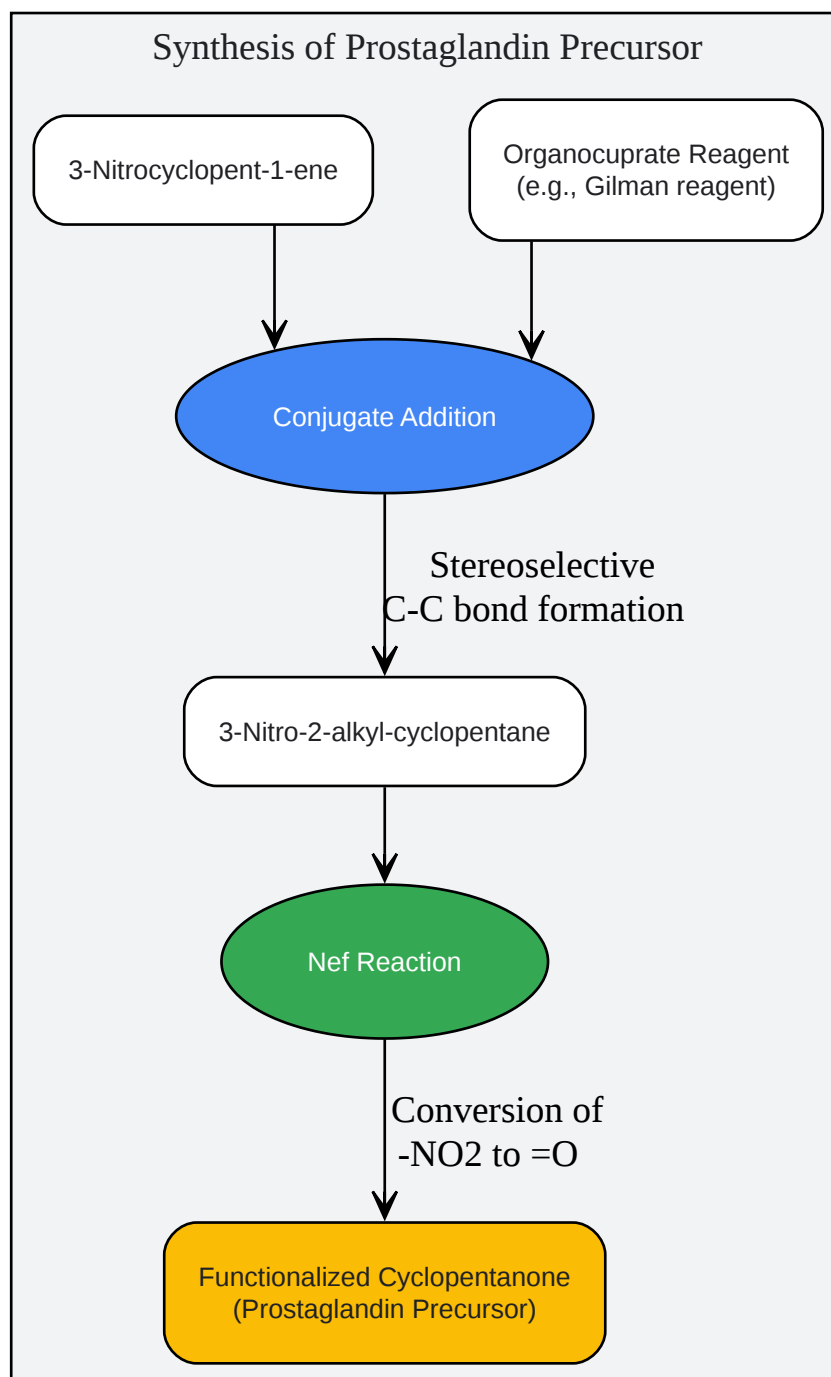 Synthesis of Prostaglandin Precursor
3-Nitrocyclopent-1-ene
Organocuprate Reagent
(e.g., Gilman reagent)
Conjugate Addition
Stereoselective
C-C bond formation
3-Nitro-2-alkyl-cyclopentane
Nef Reaction
Conversion of
-NO2 to =O
Functionalized Cyclopentanone
(Prostaglandin Precursor)